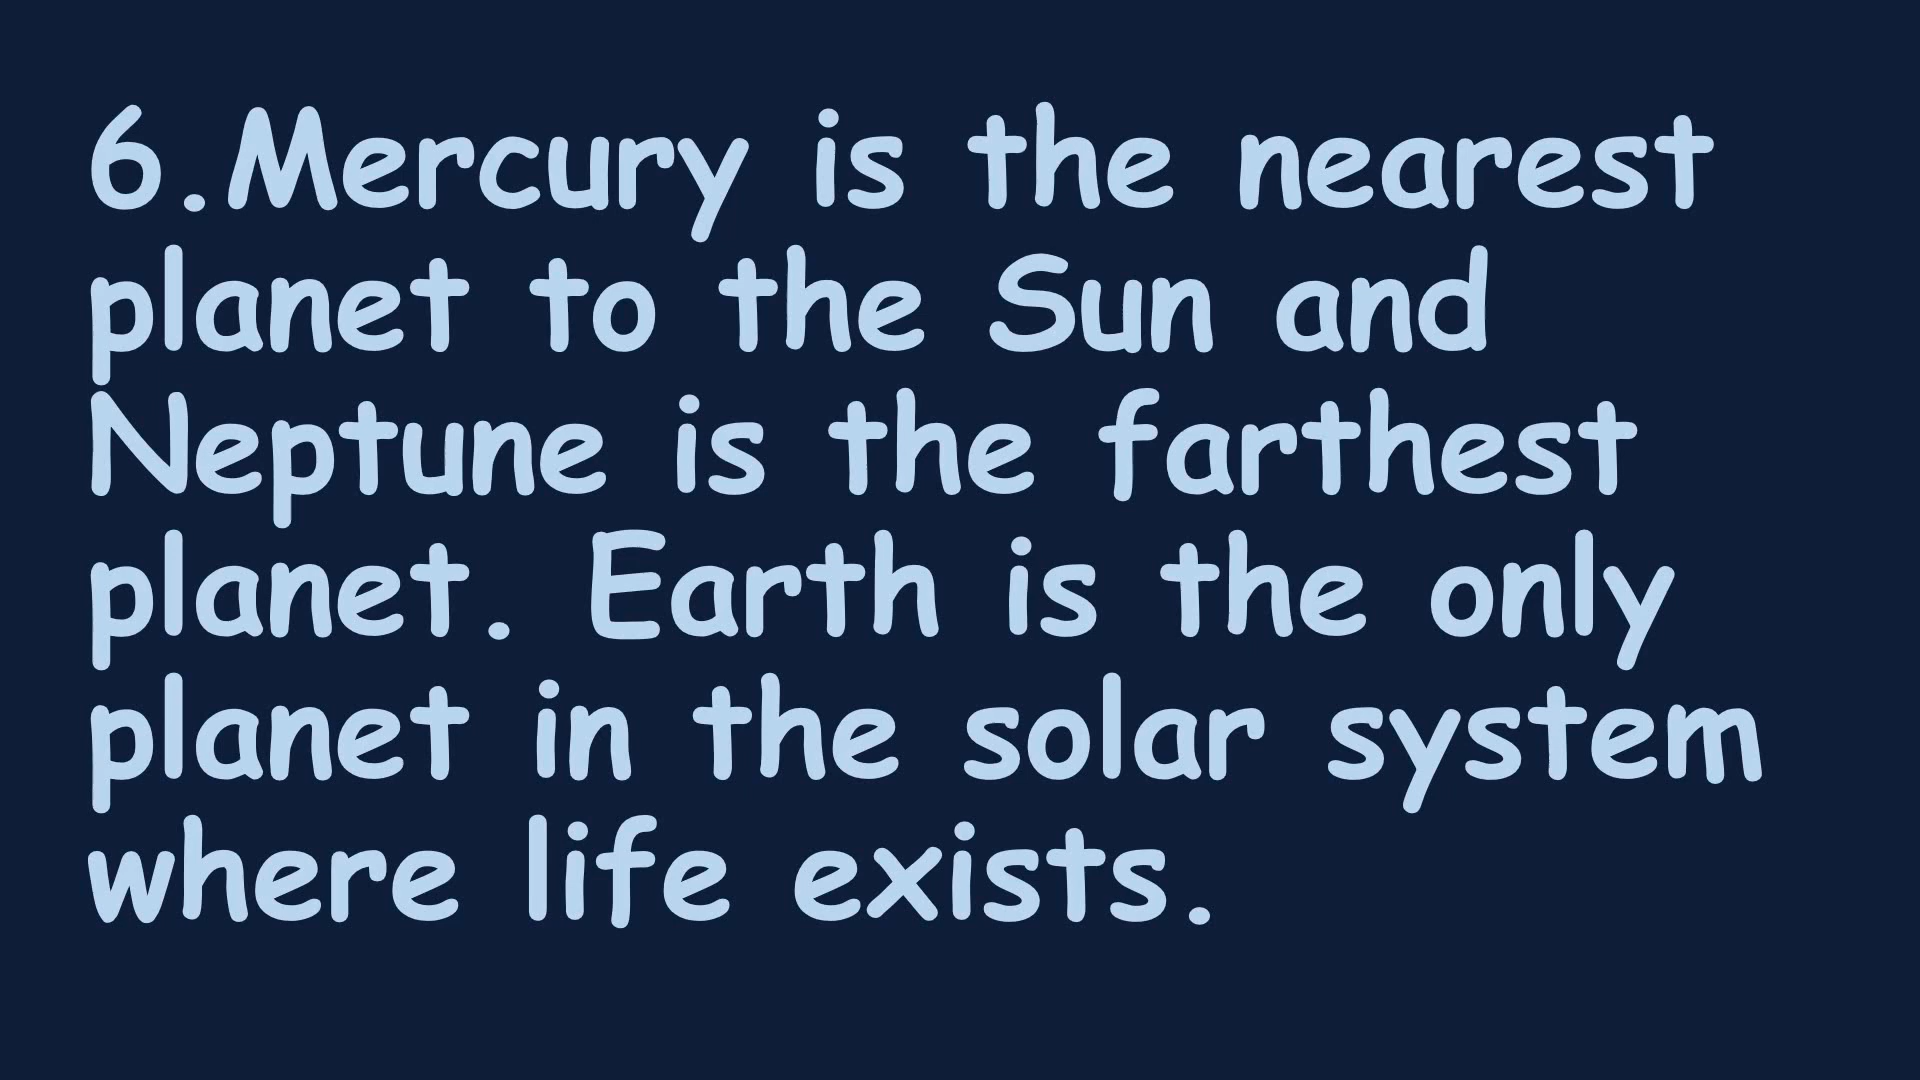 6.Mercury is the nearest
planet to the Sun and
Neptune is the farthest
planet. Earth is the only
planet in the solar system
where life exists.